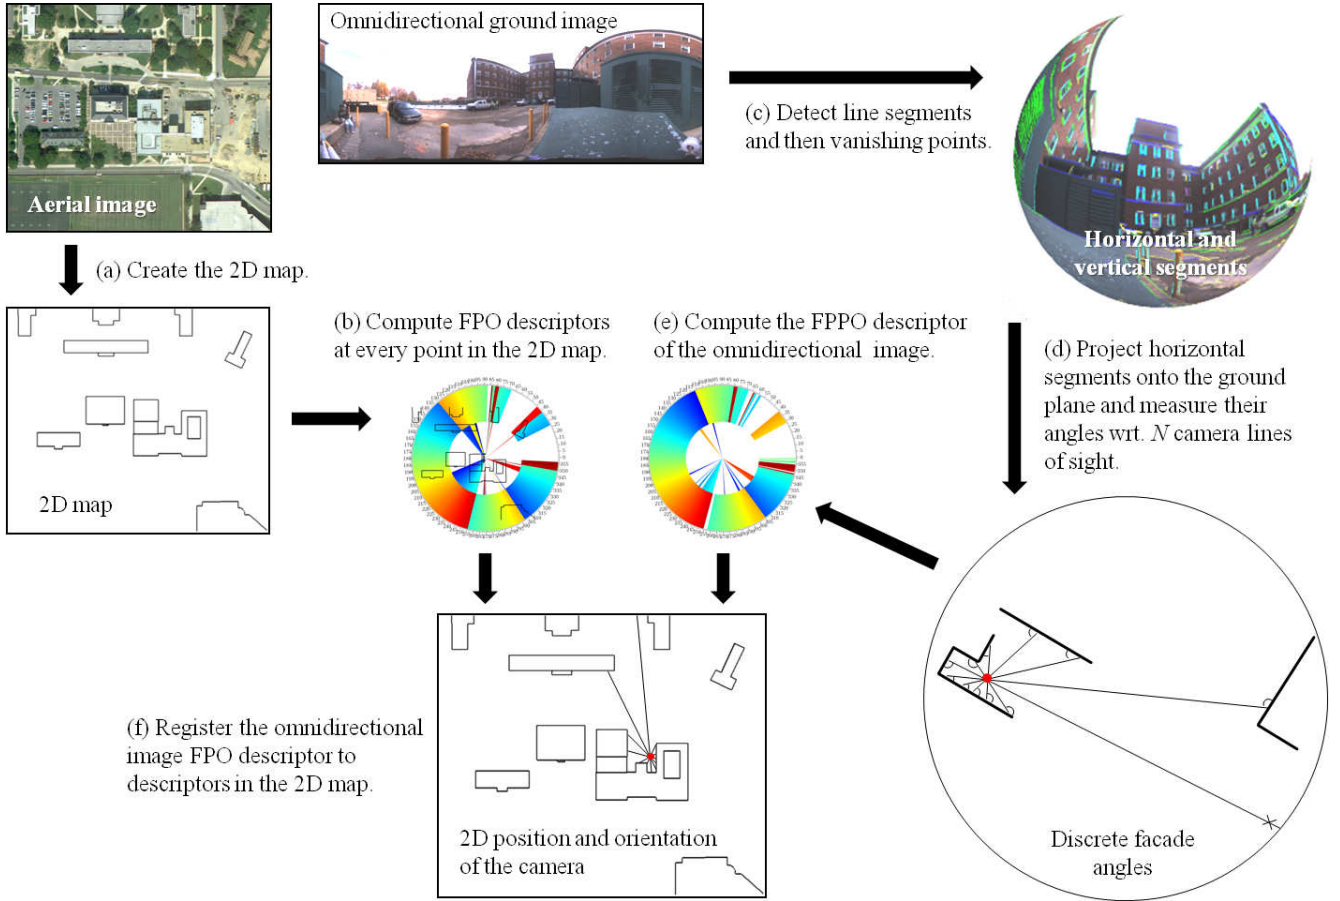 Omnidirectional ground image
Aerial image
(c) Detect line segments
and then vanishing points.
Horizontal and
vertical segments
(a) Create the 2D map.
2D map
(b) Compute FPO descriptors
at every point in the 2D map.
(e) Compute the FPPO descriptor
of the omnidirectional image.
(d) Project horizontal
segments onto the ground
plane and measure their
angles wrt. N camera lines
of sight.
(f) Register the omnidirectional
image FPO descriptor to
descriptors in the 2D map.
2D position and orientation
of the camera
Discrete facade
angles